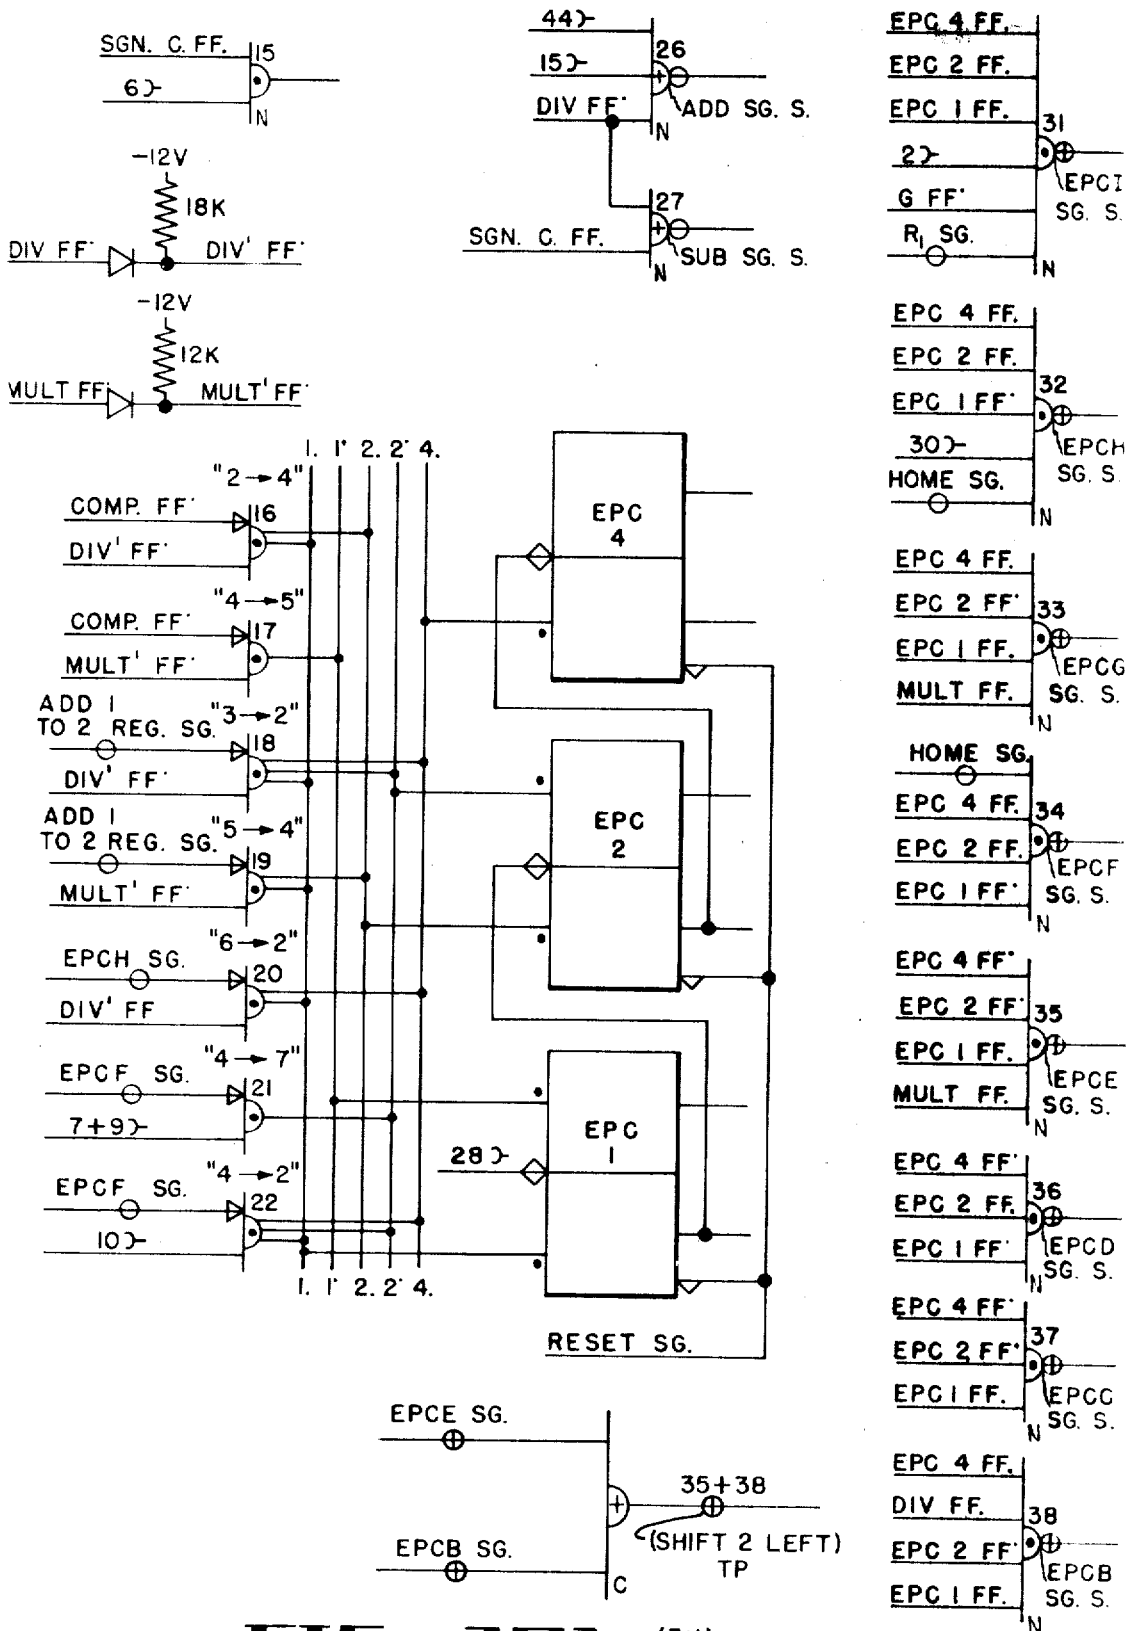 SGN. C. FF.
15
6
N
-12V
18K
DIV FF'
DIV' FF'
-12V
12K
MULT FF'
MULT' FF'
44
15
DIV FF'
26
ADD SG. S.
N
27
SGN. C. FF.
SUB SG. S.
N
1. 1' 2. 2' 4.
"2→4"
COMP. FF'
16
DIV' FF'
"4→5"
COMP. FF'
17
MULT' FF'
ADD 1
TO 2 REG. SG.
"3→2"
18
DIV' FF'
ADD 1
TO 2 REG. SG.
"5→4"
19
MULT' FF'
"6→2"
EPCH SG.
20
DIV' FF
"4→7"
EPCF SG.
21
7+9
"4→2"
EPCF SG.
22
10
1. 1' 2. 2' 4.
EPC
4
EPC
2
EPC
1
28
RESET SG.
EPCE SG.
EPCB SG.
35+38
(SHIFT 2 LEFT)
TP
C
EPC 4 FF.
EPC 2 FF.
EPC 1 FF.
31
2
EPCI
SG. S.
G FF'
R1 SG.
N
EPC 4 FF.
EPC 2 FF.
32
EPC 1 FF'
30
EPCH
SG. S.
HOME SG.
N
EPC 4 FF.
EPC 2 FF'
33
EPC 1 FF.
EPCG
SG. S.
MULT FF.
N
HOME SG.
EPC 4 FF.
34
EPC 2 FF.
EPCF
SG. S.
EPC 1 FF'
N
EPC 4 FF'
EPC 2 FF'
35
EPC 1 FF.
EPCE
SG. S.
MULT FF.
N
EPC 4 FF'
36
EPC 2 FF.
EPCD
SG. S.
EPC 1 FF'
N
EPC 4 FF'
37
EPC 2 FF'
EPCC
SG. S.
EPC 1 FF.
N
EPC 4 FF.
DIV FF.
38
EPC 2 FF'
EPCB
SG. S.
EPC 1 FF.
N